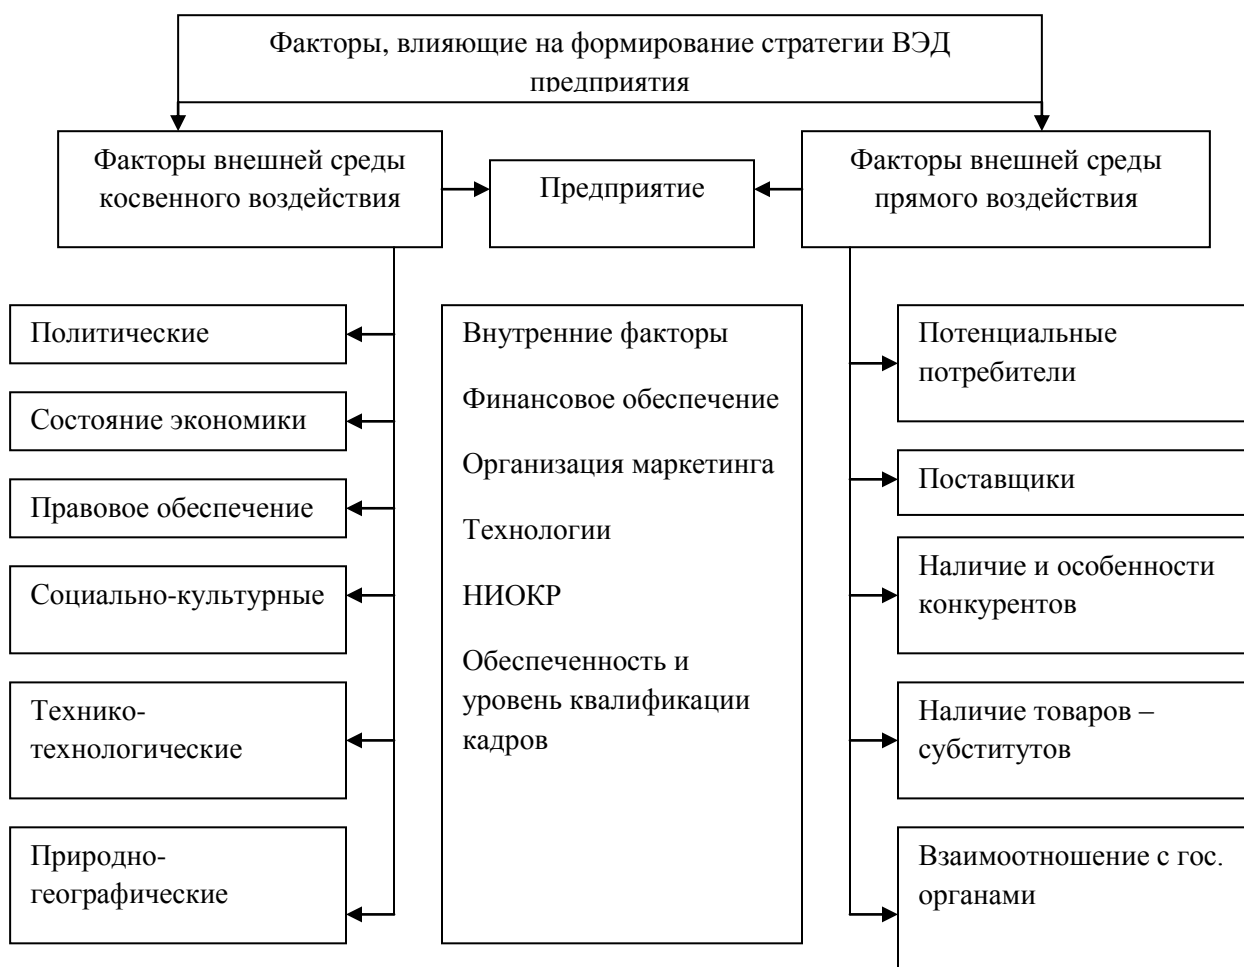 Факторы, влияющие на формирование стратегии ВЭД
предприятия
Факторы внешней среды
косвенного воздействия
Предприятие
Факторы внешней среды
прямого воздействия
Политические
Состояние экономики
Правовое обеспечение
Социально-культурные
Технико-
технологические
Природно-
географические
Внутренние факторы
Финансовое обеспечение
Организация маркетинга
Технологии
НИОКР
Обеспеченность и
уровень квалификации
кадров
Потенциальные
потребители
Поставщики
Наличие и особенности
конкурентов
Наличие товаров –
субститутов
Взаимоотношение с гос.
органами